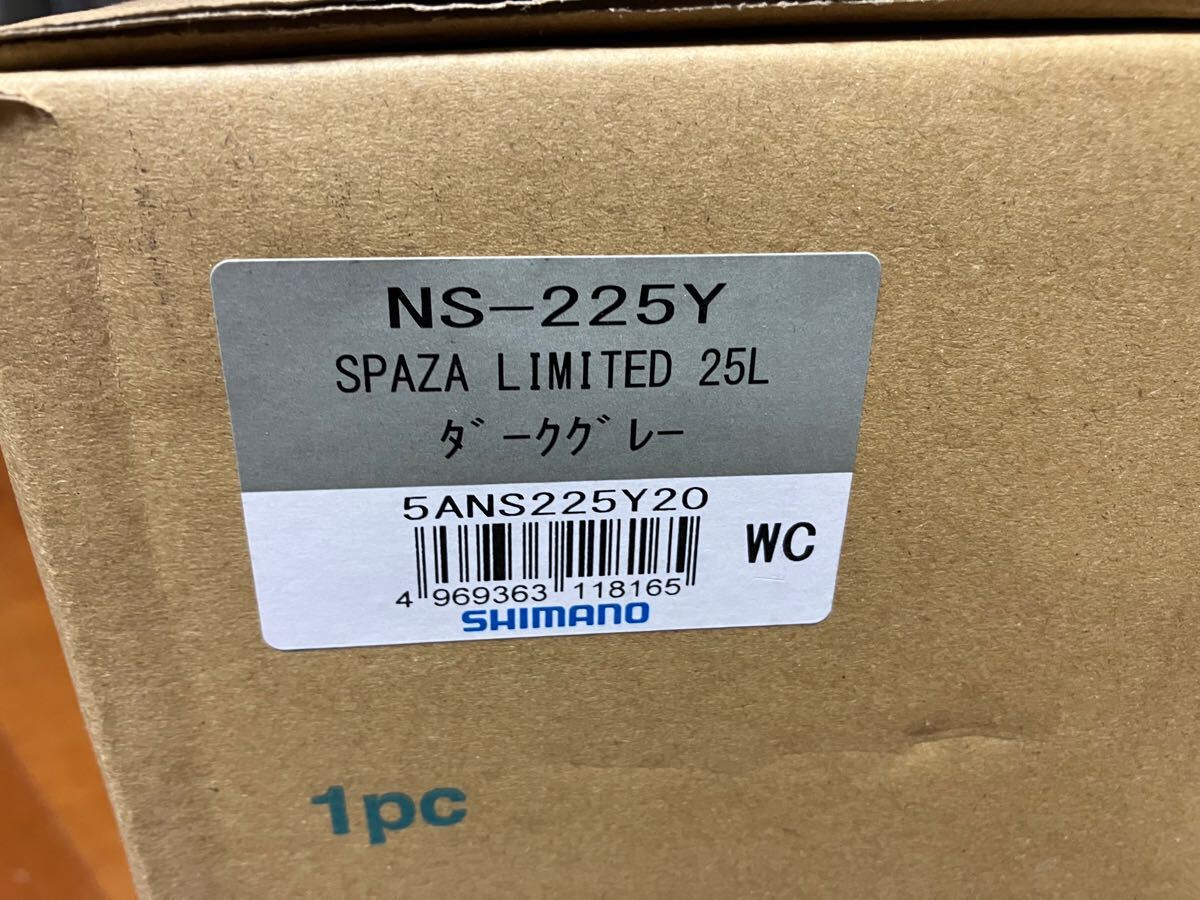 NS-225Y
SPAZA LIMITED 25L
ﾀﾞｰｸｸﾞﾚｰ
5ANS225Y20
WC
4 969363 118165
SHIMANO
1pc